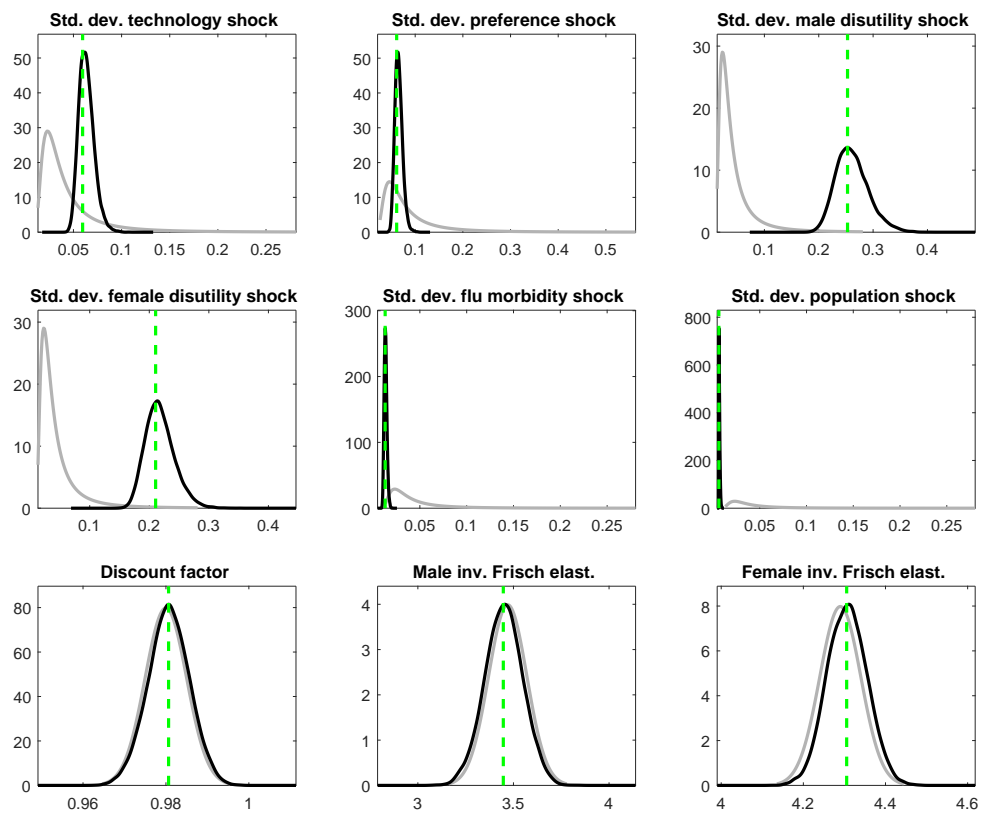 Std. dev. technology shock
50
40
30
20
10
0
0.05 0.1 0.15 0.2 0.25
Std. dev. preference shock
50
40
30
20
10
0
0.1 0.2 0.3 0.4 0.5
Std. dev. male disutility shock
30
20
10
0
0.1 0.2 0.3 0.4
Std. dev. female disutility shock
30
20
10
0
0.1 0.2 0.3 0.4
Std. dev. flu morbidity shock
300
200
100
0
0.05 0.1 0.15 0.2 0.25
Std. dev. population shock
800
600
400
200
0
0.05 0.1 0.15 0.2 0.25
Discount factor
80
60
40
20
0
0.96 0.98 1
Male inv. Frisch elast.
4
3
2
1
0
3 3.5 4
Female inv. Frisch elast.
8
6
4
2
0
4 4.2 4.4 4.6